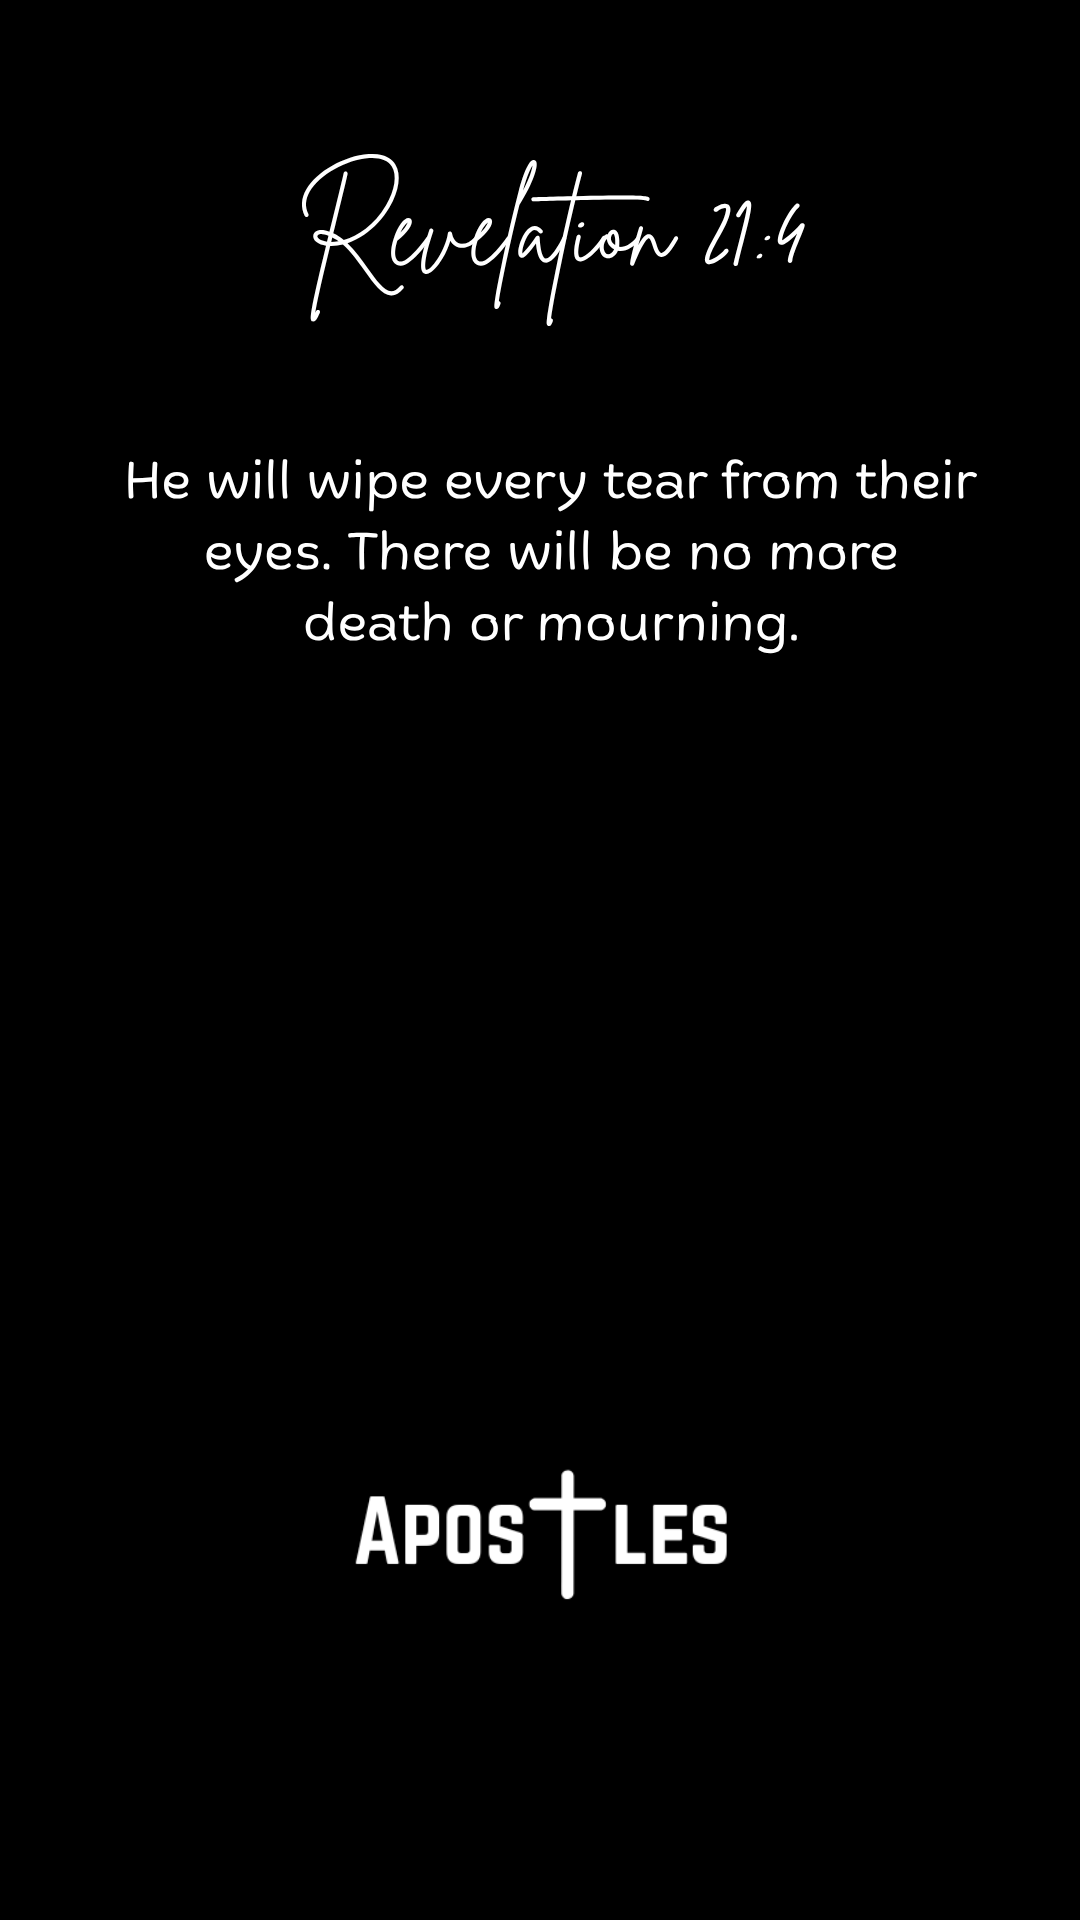 Revelation 21:4
He will wipe every tear from their
eyes. There will be no more
death or mourning.
APOSTLES